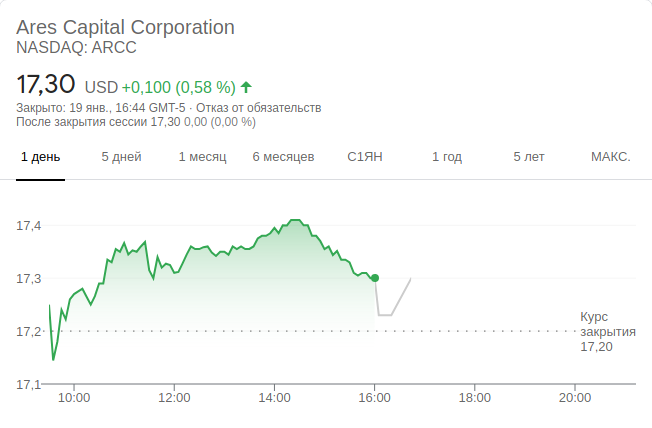 Ares Capital Corporation
NASDAQ: ARCC
17,30 USD +0,100 (0,58 %)
Закрыто: 19 янв., 16:44 GMT-5 · Отказ от обязательств
После закрытия сессии 17,30 0,00 (0,00 %)
1 день 5 дней 1 месяц 6 месяцев С1ЯН 1 год 5 лет МАКС.
17,4
17,3
17,2
17,1
Курс
закрытия
17,20
10:00 12:00 14:00 16:00 18:00 20:00